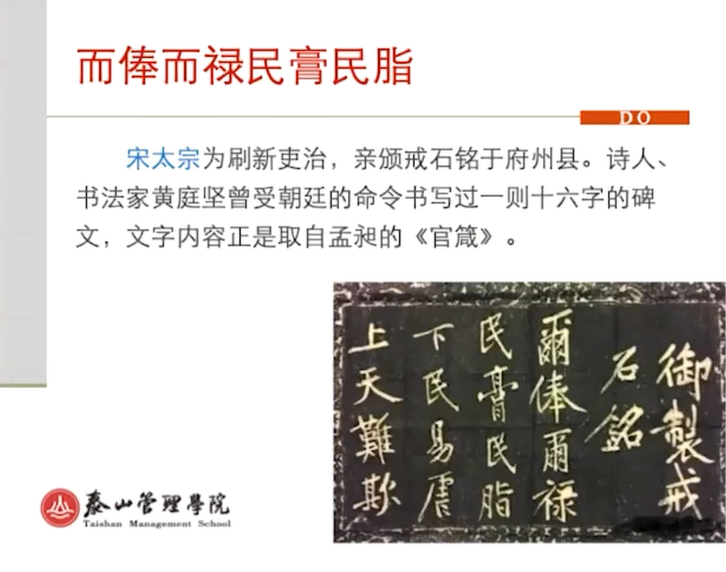 而俸而禄民膏民脂
DO
宋太宗为刷新吏治，亲颁戒石铭于府州县。诗人、
书法家黄庭坚曾受朝廷的命令书写过一则十六字的碑
文，文字内容正是取自孟昶的《官箴》。
御製戒
石銘
爾俸爾禄
民膏民脂
下民易虐
上天難欺
泰山管理學院
Taishan Management School